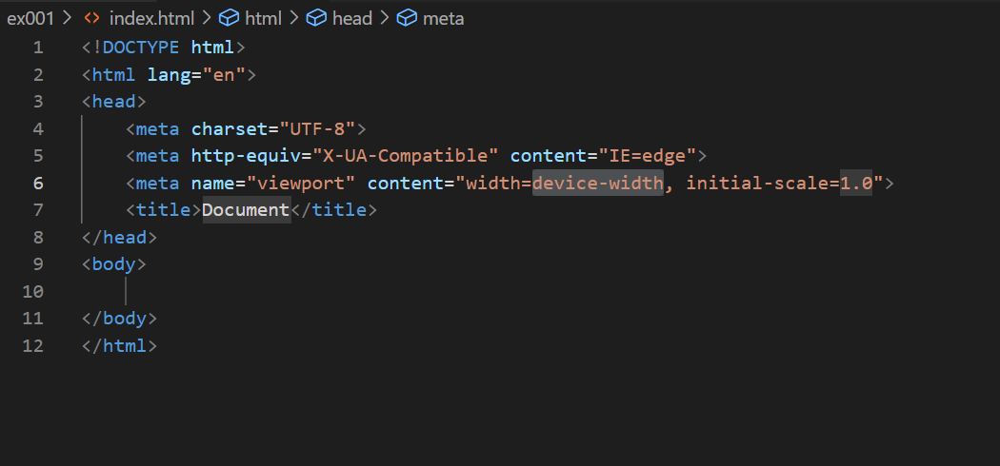 ex001 > <> index.html > html > head > meta
1 <!DOCTYPE html>
2 <html lang="en">
3 <head>
4     <meta charset="UTF-8">
5     <meta http-equiv="X-UA-Compatible" content="IE=edge">
6     <meta name="viewport" content="width=device-width, initial-scale=1.0">
7     <title>Document</title>
8 </head>
9 <body>
10
11 </body>
12 </html>